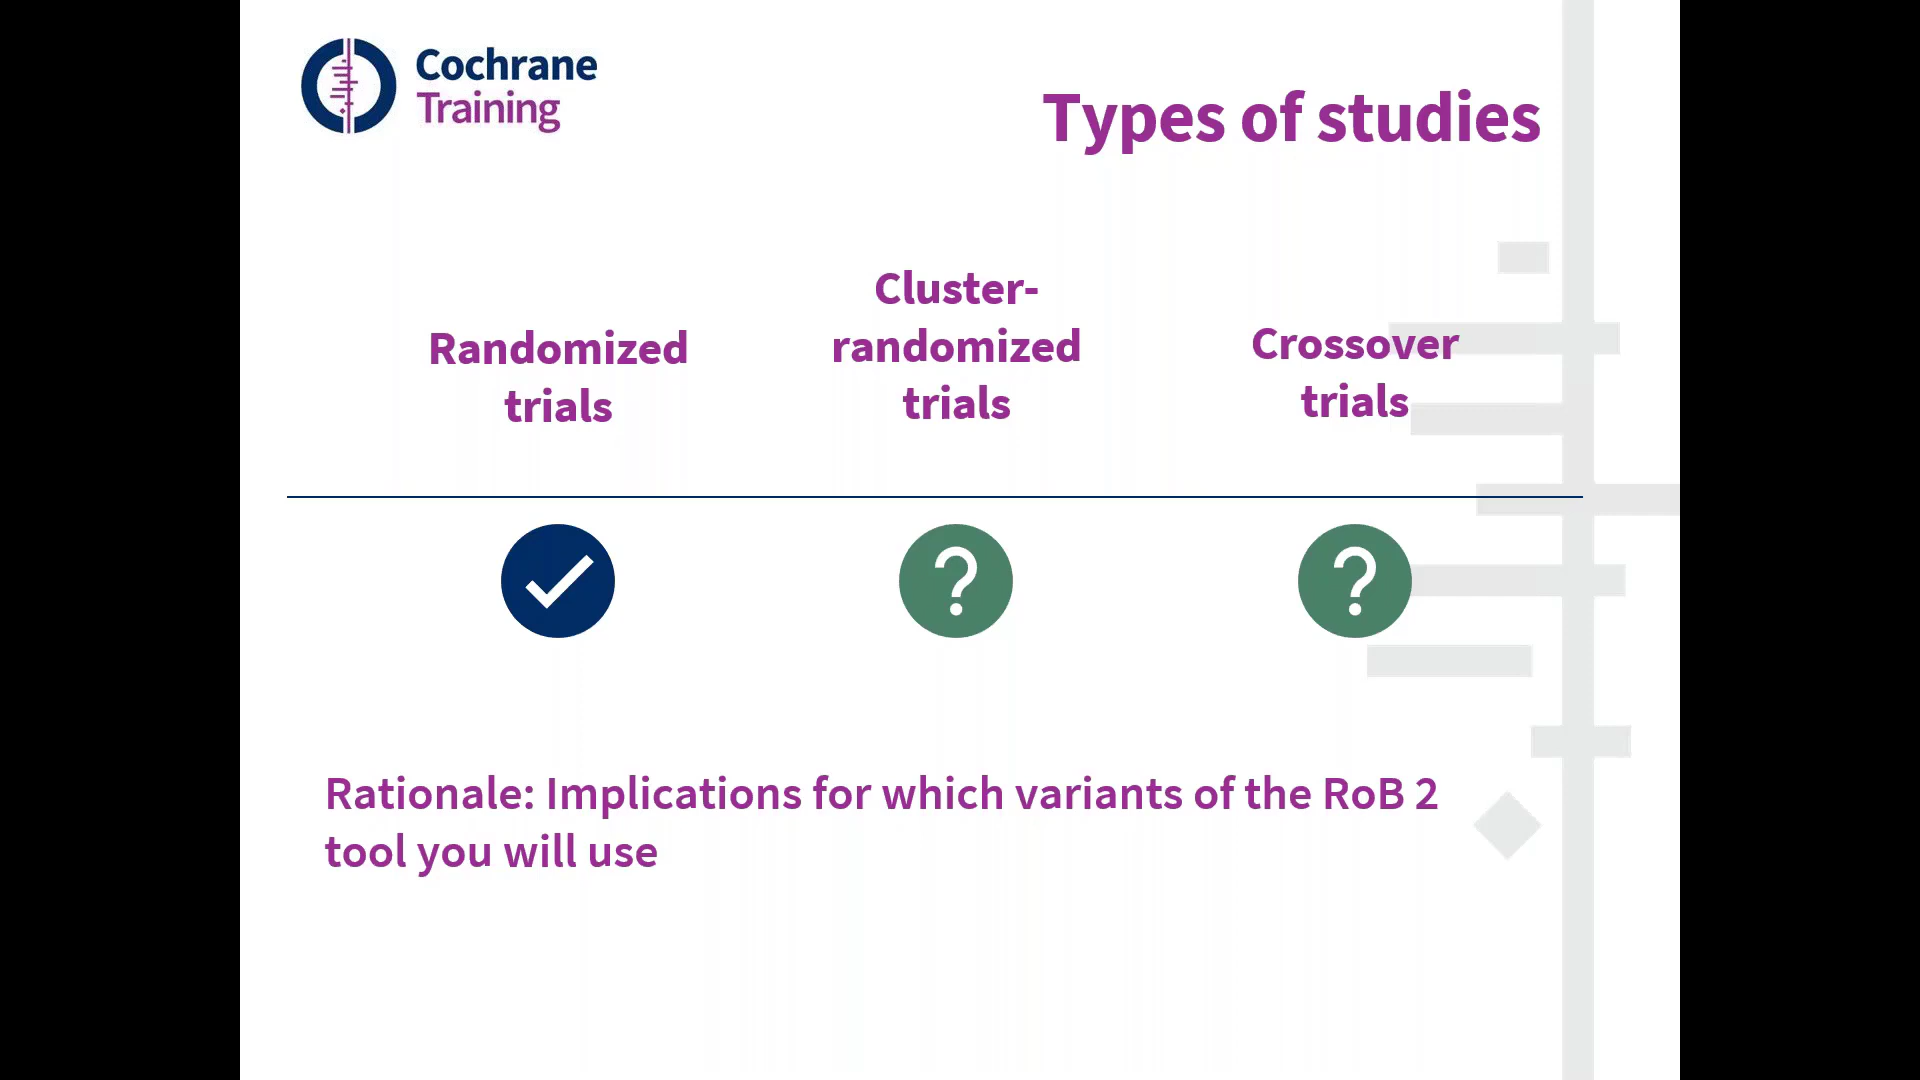 Cochrane
Training
Types of studies
Randomized
trials
Cluster-
randomized
trials
Crossover
trials
?
?
Rationale: Implications for which variants of the RoB 2
tool you will use